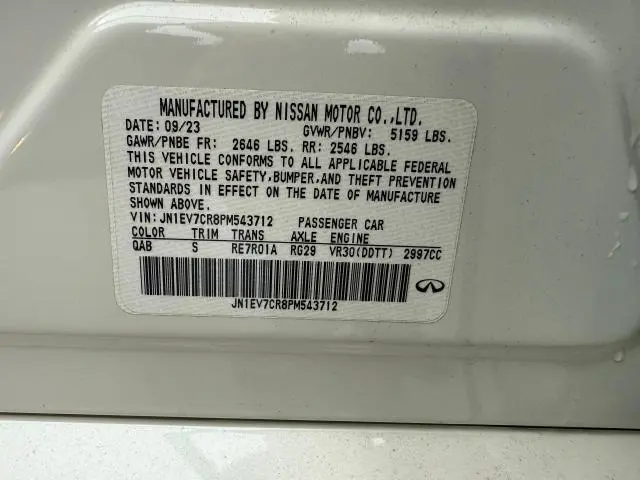 MANUFACTURED BY NISSAN MOTOR CO.,LTD.
DATE: 09/23 GVWR/PNBV: 5159 LBS.
GAWR/PNBE FR: 2646 LBS. RR: 2546 LBS.
THIS VEHICLE CONFORMS TO ALL APPLICABLE FEDERAL
MOTOR VEHICLE SAFETY,BUMPER,AND THEFT PREVENTION
STANDARDS IN EFFECT ON THE DATE OF MANUFACTURE
SHOWN ABOVE.
VIN: JN1EV7CR8PM543712 PASSENGER CAR
COLOR TRIM TRANS AXLE ENGINE
QAB S RE7R01A RG29 VR30(DDTT) 2997CC
JN1EV7CR8PM543712